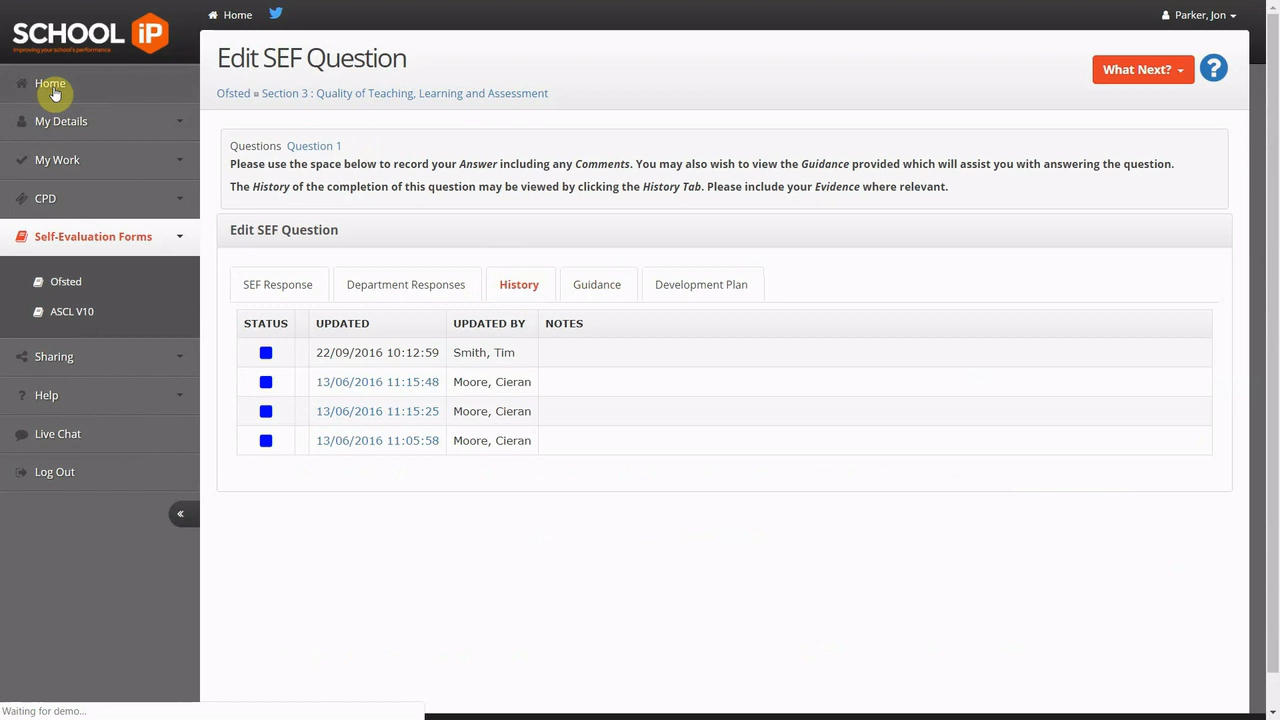 SCHOOL iP
Improving your school's performance
Home
Parker, Jon
Edit SEF Question
What Next?
?
Ofsted » Section 3 : Quality of Teaching, Learning and Assessment
Home
My Details
My Work
CPD
Self-Evaluation Forms
Ofsted
ASCL V10
Sharing
? Help
Live Chat
Log Out
«
Questions Question 1
Please use the space below to record your Answer including any Comments. You may also wish to view the Guidance provided which will assist you with answering the question.
The History of the completion of this question may be viewed by clicking the History Tab. Please include your Evidence where relevant.
Edit SEF Question
SEF Response Department Responses History Guidance Development Plan
STATUS UPDATED UPDATED BY NOTES
22/09/2016 10:12:59 Smith, Tim
13/06/2016 11:15:48 Moore, Cieran
13/06/2016 11:15:25 Moore, Cieran
13/06/2016 11:05:58 Moore, Cieran
Waiting for demo...